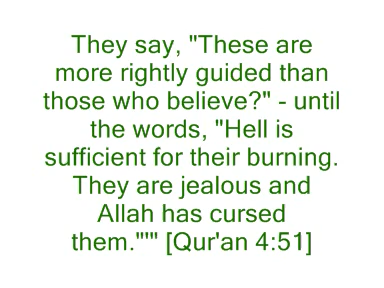 They say, "These are
more rightly guided than
those who believe?" - until
the words, "Hell is
sufficient for their burning.
They are jealous and
Allah has cursed
them."'" [Qur'an 4:51]